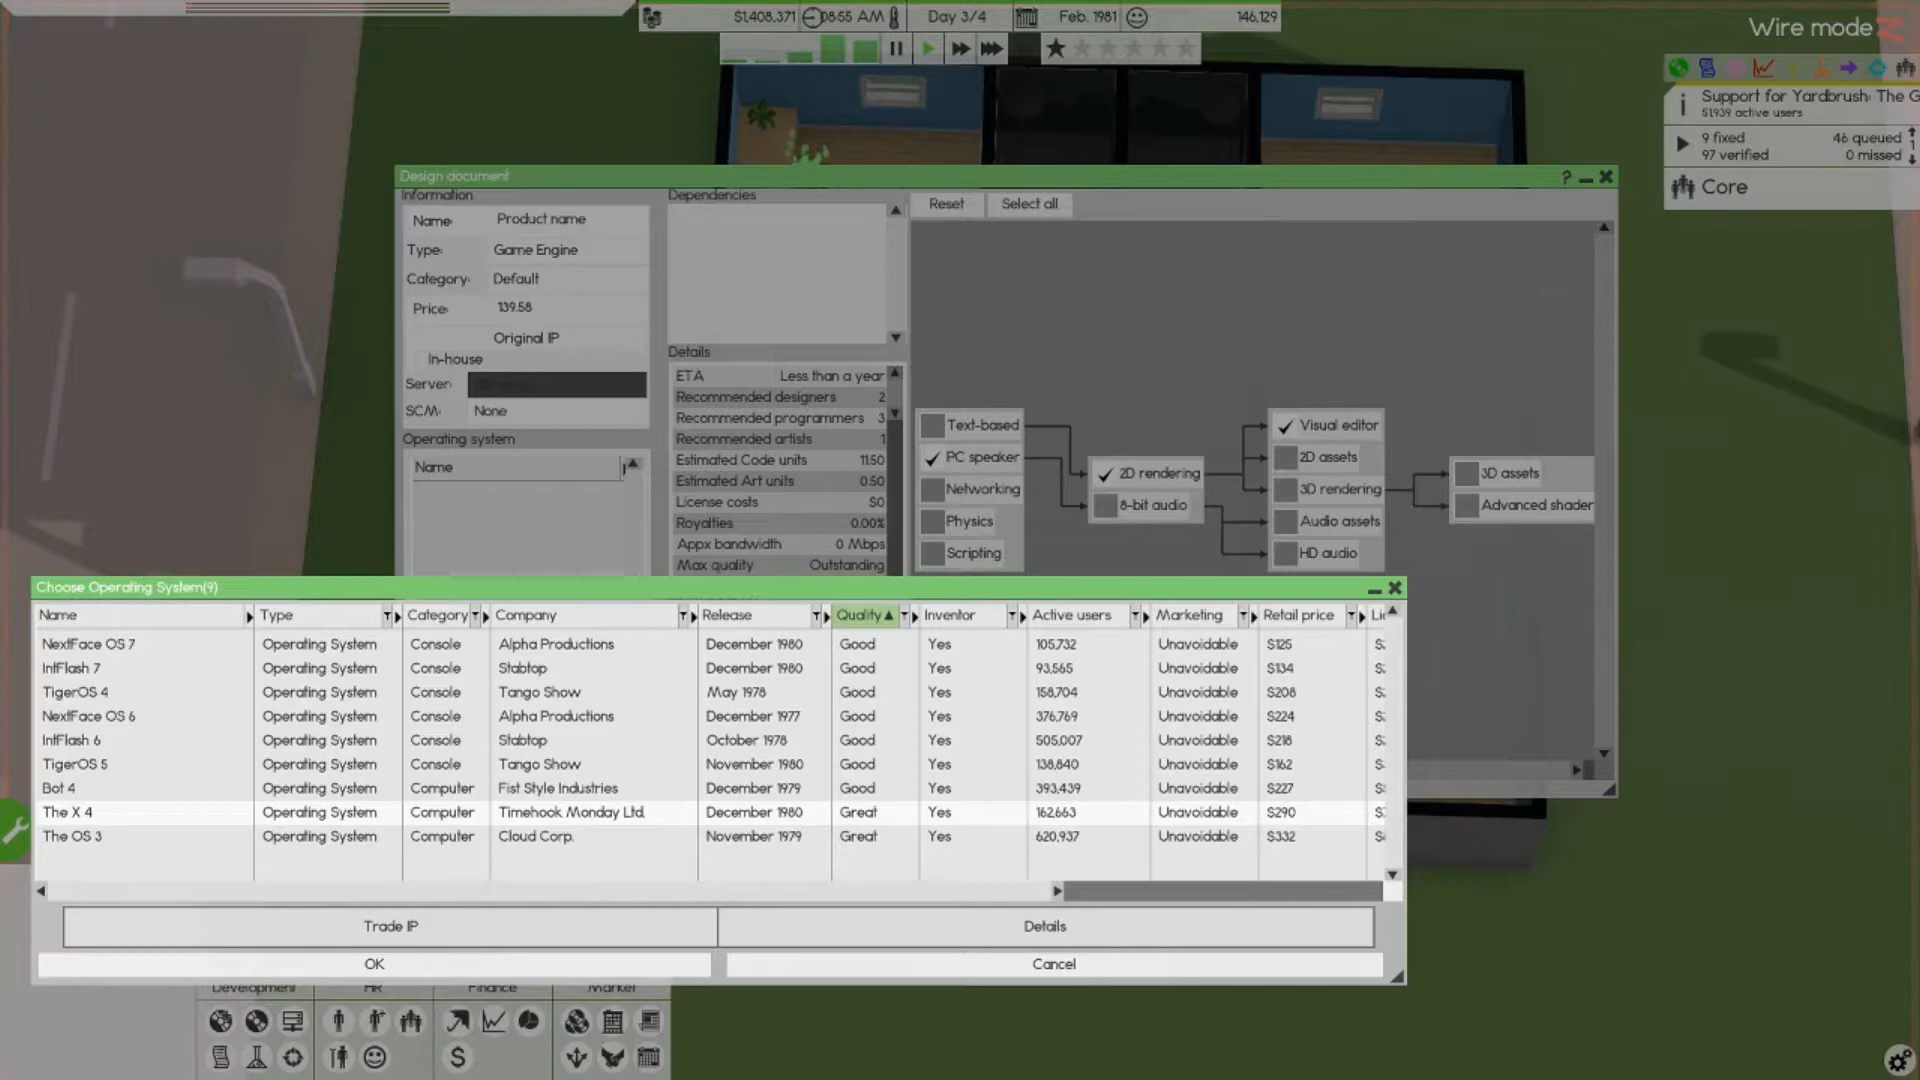 $1,408,371 08:55 AM Day 3/4 Feb. 1981 146,129
Wire mode
Support for Yardbrush: The G
51,939 active users
9 fixed 46 queued
97 verified 0 missed
1
Core
Design document ?
Information
Name: Product name
Type: Game Engine
Category: Default
Price: 139.58
Original IP
In-house
Server:
SCM: None
Operating system
Name
Dependencies
Details
ETA Less than a year
Recommended designers 2
Recommended programmers 3
Recommended artists 1
Estimated Code units 11.50
Estimated Art units 0.50
License costs $0
Royalties 0.00%
Appx bandwidth 0 Mbps
Max quality Outstanding
Reset Select all
Text-based
PC speaker
Networking
Physics
Scripting
2D rendering
8-bit audio
Visual editor
2D assets
3D rendering
Audio assets
HD audio
3D assets
Advanced shader
Choose Operating System(9)
Name Type Category Company Release Quality Inventor Active users Marketing Retail price Lic
NextFace OS 7 Operating System Console Alpha Productions December 1980 Good Yes 105,732 Unavoidable $125 $
IntFlash 7 Operating System Console Stabtop December 1980 Good Yes 93,565 Unavoidable $134 $
TigerOS 4 Operating System Console Tango Show May 1978 Good Yes 158,704 Unavoidable $208 $
NextFace OS 6 Operating System Console Alpha Productions December 1977 Good Yes 376,769 Unavoidable $224 $
IntFlash 6 Operating System Console Stabtop October 1978 Good Yes 505,007 Unavoidable $218 $
TigerOS 5 Operating System Console Tango Show November 1980 Good Yes 138,840 Unavoidable $162 $
Bot 4 Operating System Computer Fist Style Industries December 1979 Good Yes 393,439 Unavoidable $227 $
The X 4 Operating System Computer Timehook Monday Ltd. December 1980 Great Yes 162,663 Unavoidable $290 $
The OS 3 Operating System Computer Cloud Corp. November 1979 Great Yes 620,937 Unavoidable $332 $
Trade IP Details
OK Cancel
Development HR Finance Market